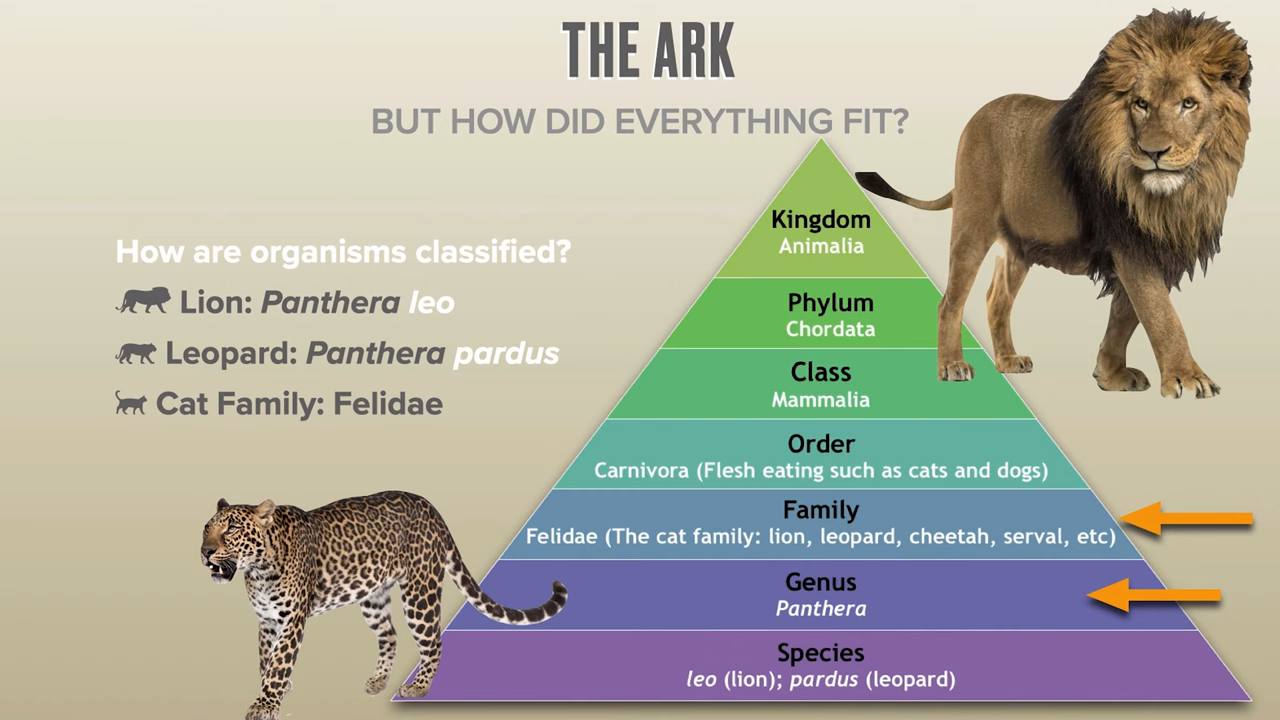 THE ARK
BUT HOW DID EVERYTHING FIT?
How are organisms classified?
Lion: Panthera leo
Leopard: Panthera pardus
Cat Family: Felidae
Kingdom
Animalia
Phylum
Chordata
Class
Mammalia
Order
Carnivora (Flesh eating such as cats and dogs)
Family
Felidae (The cat family: lion, leopard, cheetah, serval, etc)
Genus
Panthera
Species
leo (lion); pardus (leopard)